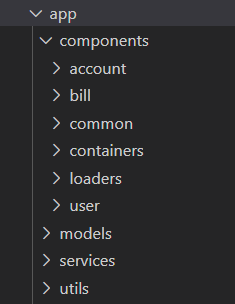 app
components
account
bill
common
containers
loaders
user
models
services
utils